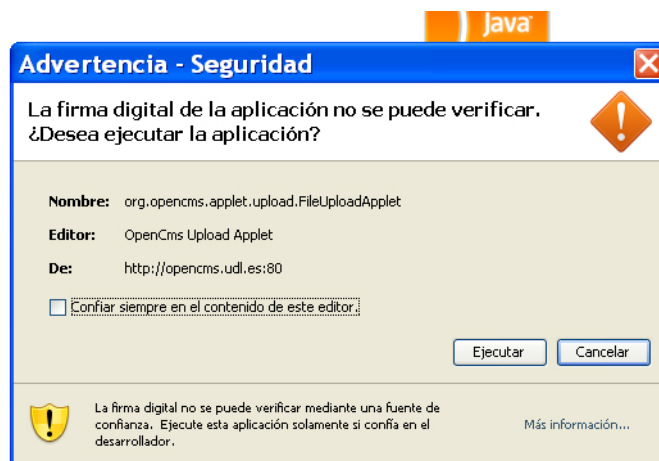 Java
Advertencia - Seguridad
La firma digital de la aplicación no se puede verificar.
¿Desea ejecutar la aplicación?
Nombre: org.opencms.applet.upload.FileUploadApplet
Editor: OpenCms Upload Applet
De: http://opencms.udl.es:80
Confiar siempre en el contenido de este editor.
Ejecutar Cancelar
La firma digital no se puede verificar mediante una fuente de
confianza. Ejecute esta aplicación solamente si confía en el
desarrollador.
Más información...